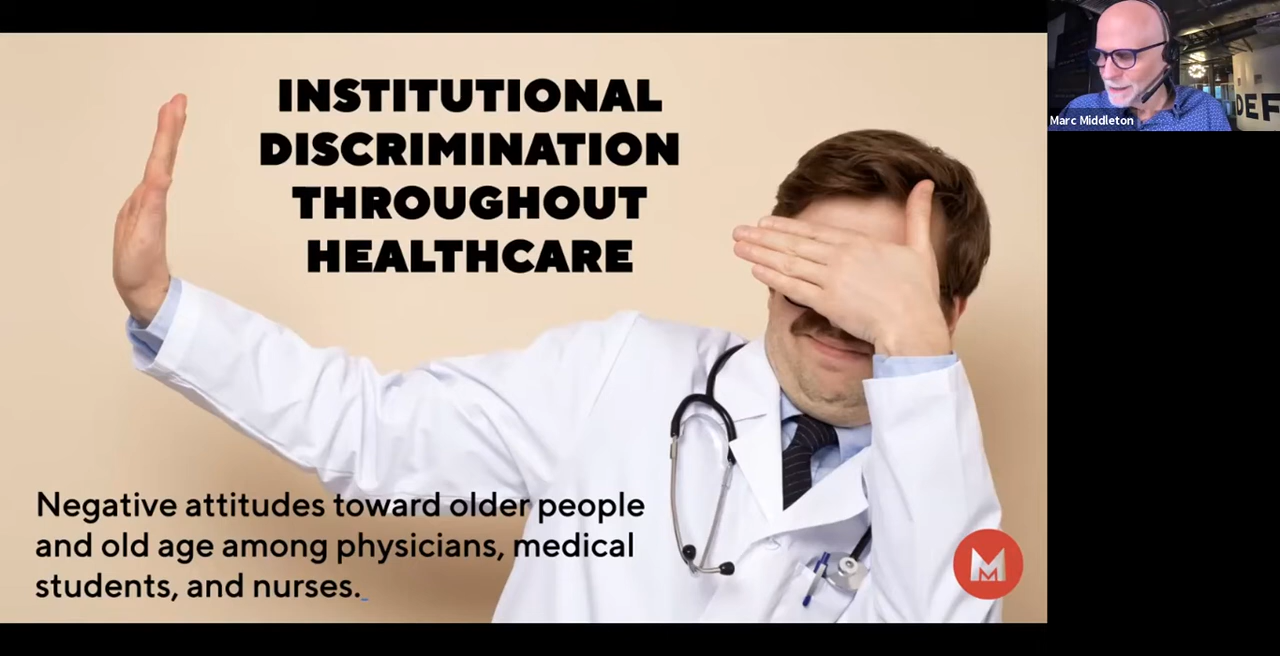 INSTITUTIONAL
DISCRIMINATION
THROUGHOUT
HEALTHCARE
Negative attitudes toward older people
and old age among physicians, medical
students, and nurses.
M
Marc Middleton
DEF